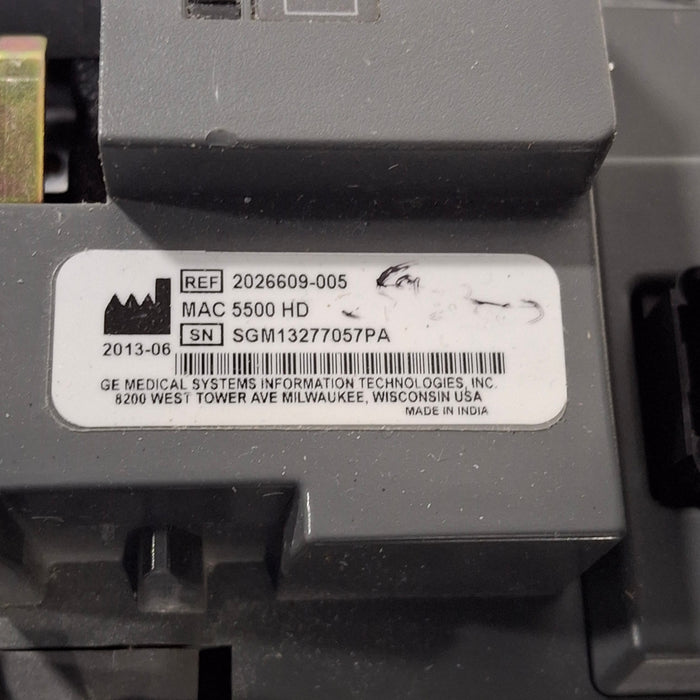 REF 2026609-005
MAC 5500 HD
SN SGM13277057PA
2013-06
GE MEDICAL SYSTEMS INFORMATION TECHNOLOGIES, INC.
8200 WEST TOWER AVE MILWAUKEE, WISCONSIN USA
MADE IN INDIA